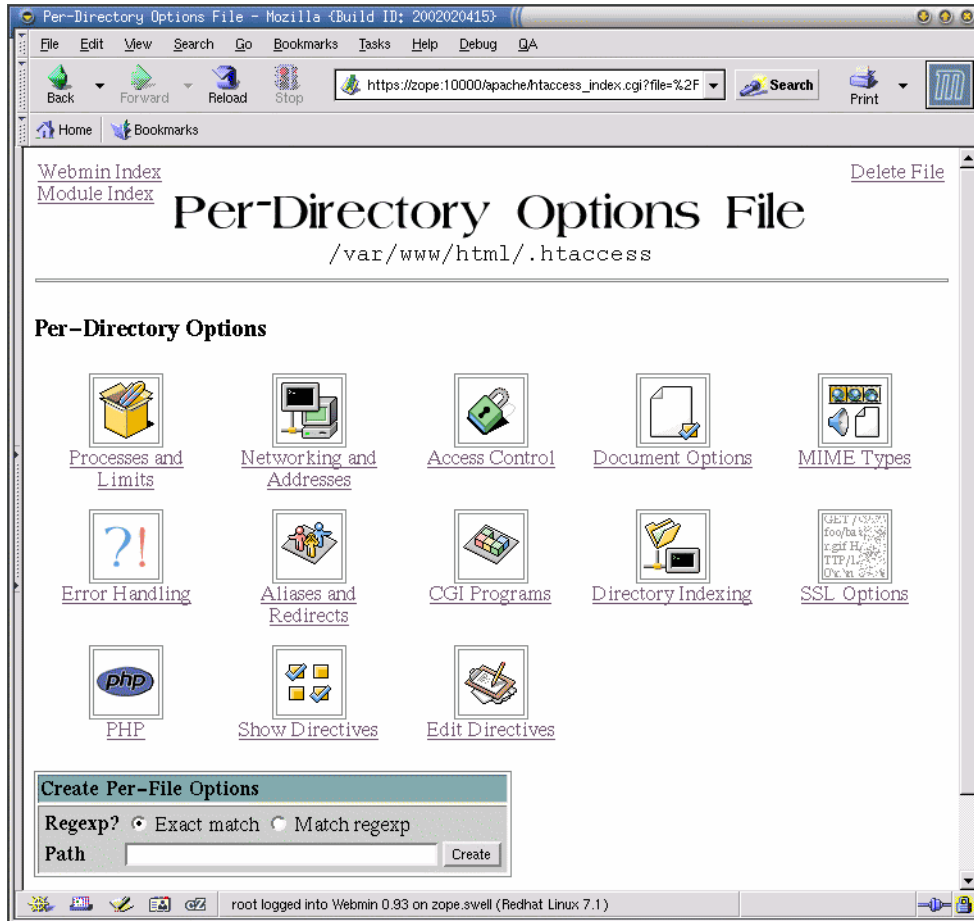 Per-Directory Options File - Mozilla {Build ID: 2002020415}
File Edit View Search Go Bookmarks Tasks Help Debug QA
Back Forward Reload Stop https://zope:10000/apache/htaccess_index.cgi?file=%2F Search Print
Home Bookmarks
Webmin Index Delete File
Module Index
Per-Directory Options File
/var/www/html/.htaccess
Per-Directory Options
Processes and Limits Networking and Addresses Access Control Document Options MIME Types
Error Handling Aliases and Redirects CGI Programs Directory Indexing SSL Options
php
PHP Show Directives Edit Directives
Create Per-File Options
Regexp? Exact match Match regexp
Path Create
root logged into Webmin 0.93 on zope.swell (Redhat Linux 7.1)